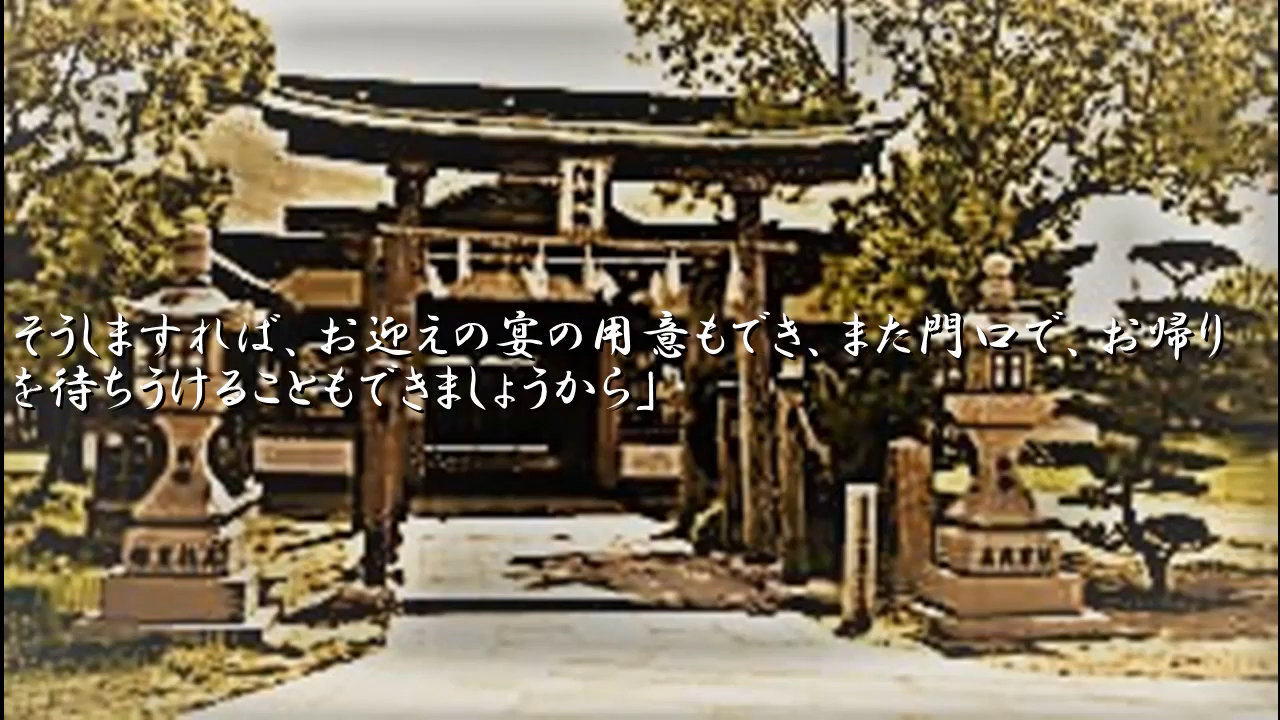 そうしますれば、お迎えの宴の用意もでき、また門口で、お帰り
を待ちうけることもできましょうから」